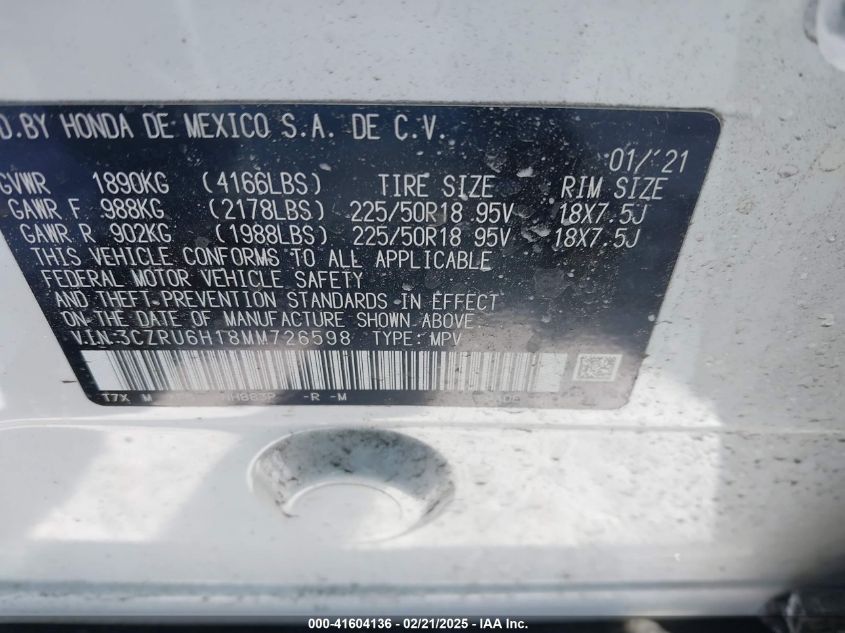 D.BY HONDA DE MEXICO S.A. DE C.V.
01/'21
GVWR 1890KG (4166LBS) TIRE SIZE RIM SIZE
GAWR F 988KG (2178LBS) 225/50R18 95V 18X7.5J
GAWR R 902KG (1988LBS) 225/50R18 95V 18X7.5J
THIS VEHICLE CONFORMS TO ALL APPLICABLE
FEDERAL MOTOR VEHICLE SAFETY
AND THEFT PREVENTION STANDARDS IN EFFECT
ON THE DATE OF MANUFACTURE SHOWN ABOVE.
V.I.N:3CZRU6H18MM726598 TYPE: MPV
T7X M NH883P -R -M
000-41604136 - 02/21/2025 - IAA Inc.